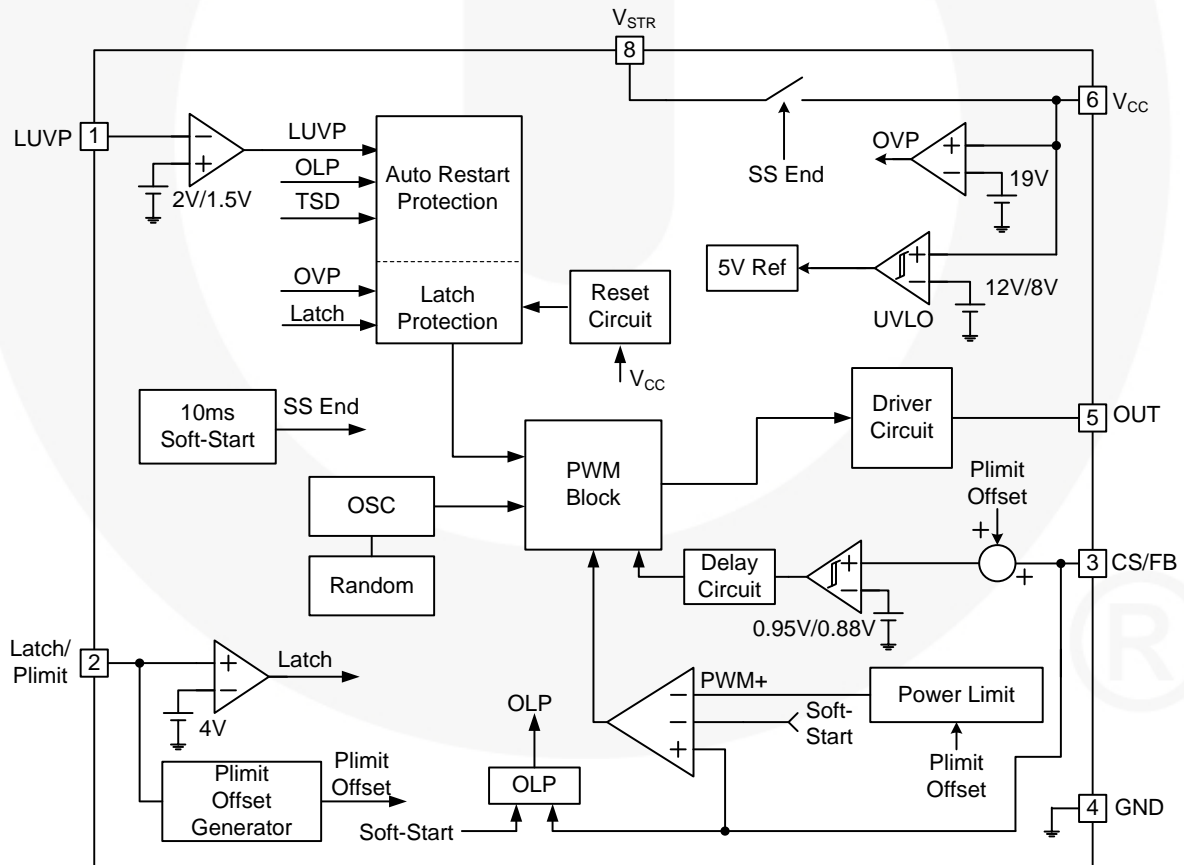 VSTR
8
6
VCC
LUVP
1
LUVP
OLP
TSD
Auto Restart
Protection
2V/1.5V
SS End
OVP
19V
5V Ref
12V/8V
UVLO
OVP
Latch
Latch
Protection
Reset
Circuit
VCC
10ms
Soft-Start
SS End
PWM
Block
Driver
Circuit
5
OUT
OSC
Random
Plimit
Offset
+
+
3
CS/FB
Delay
Circuit
+
−
0.95V/0.88V
Latch/
Plimit
2
+
−
Latch
4V
PWM+
Power Limit
−
−
+
Soft-
Start
Plimit
Offset
OLP
OLP
Plimit
Offset
Generator
Plimit
Offset
Soft-Start
4
GND
−
+
+
−
+
−
®